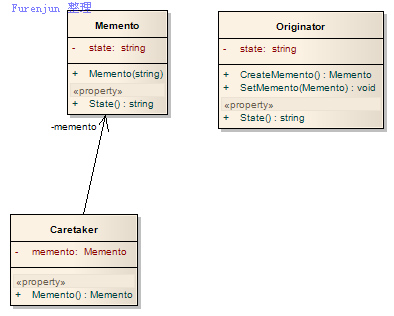 Furenjun 整理
Memento
- state: string
+ Memento(string)
«property»
+ State() : string
Originator
- state: string
+ CreateMemento() : Memento
+ SetMemento(Memento) : void
«property»
+ State() : string
-memento
Caretaker
- memento: Memento
«property»
+ Memento() : Memento